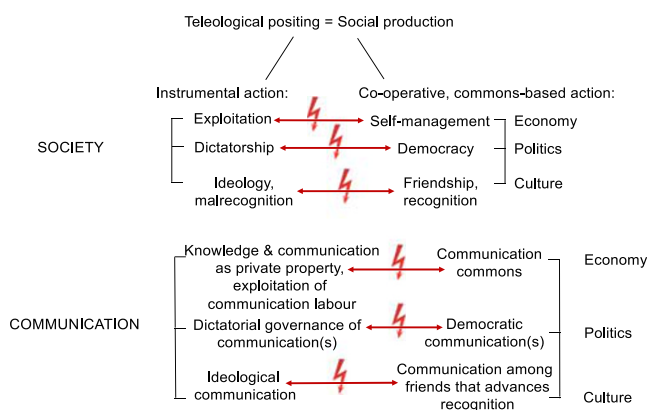 Teleological positing = Social production
Instrumental action:
Co-operative, commons-based action:
Exploitation
Self-management
Economy
SOCIETY
Dictatorship
Democracy
Politics
Ideology,
malrecognition
Friendship,
recognition
Culture
Knowledge & communication
as private property,
exploitation of
communication labour
Communication
commons
Economy
COMMUNICATION
Dictatorial governance of
communication(s)
Democratic
communication(s)
Politics
Ideological
communication
Communication among
friends that advances
recognition
Culture